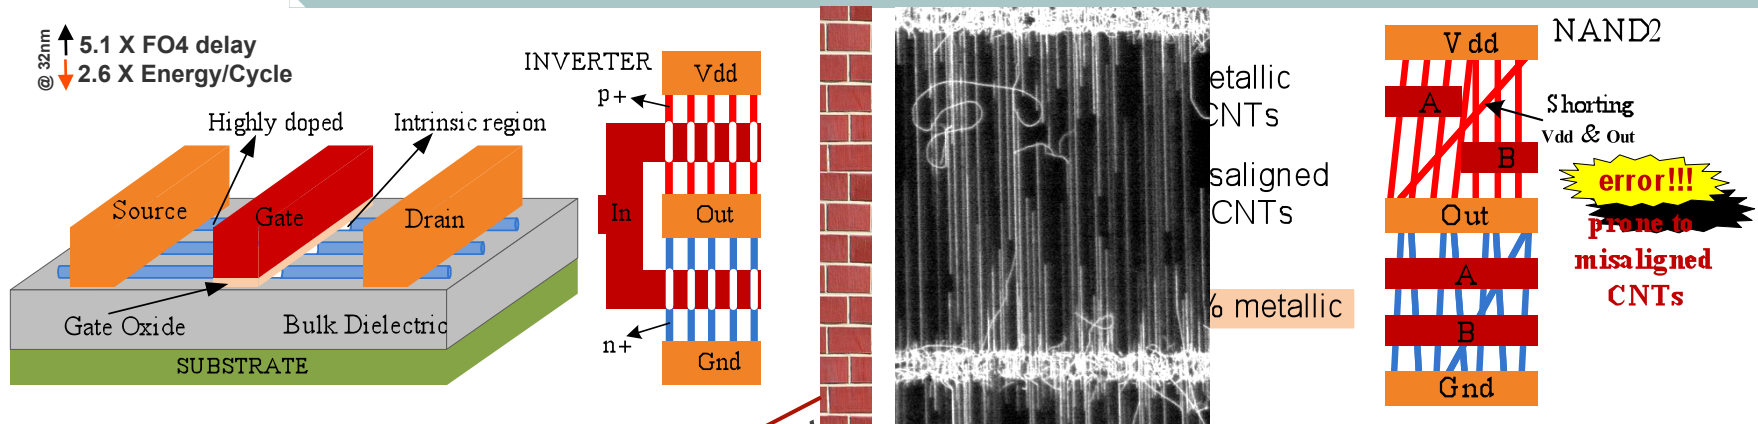 @ 32nm
5.1 X FO4 delay
2.6 X Energy/Cycle
Highly doped
Intrinsic region
Source
Gate
Drain
Gate Oxide
Bulk Dielectric
SUBSTRATE
INVERTER
Vdd
p+
In
Out
n+
Gnd
etallic
CNTs
saligned
CNTs
% metallic
NAND2
Vdd
A
Shorting
Vdd & Out
B
error!!!
Out
prone to
misaligned
CNTs
A
B
Gnd